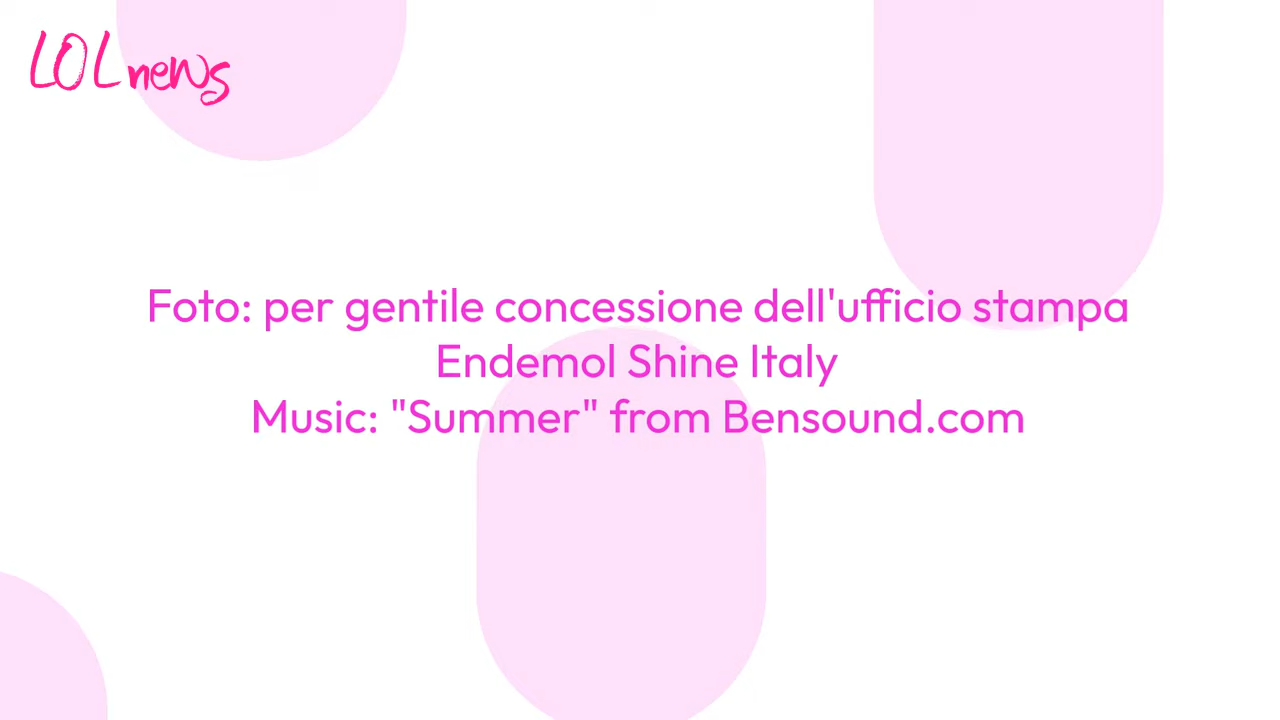 LOL news
Foto: per gentile concessione dell'ufficio stampa
Endemol Shine Italy
Music: "Summer" from Bensound.com